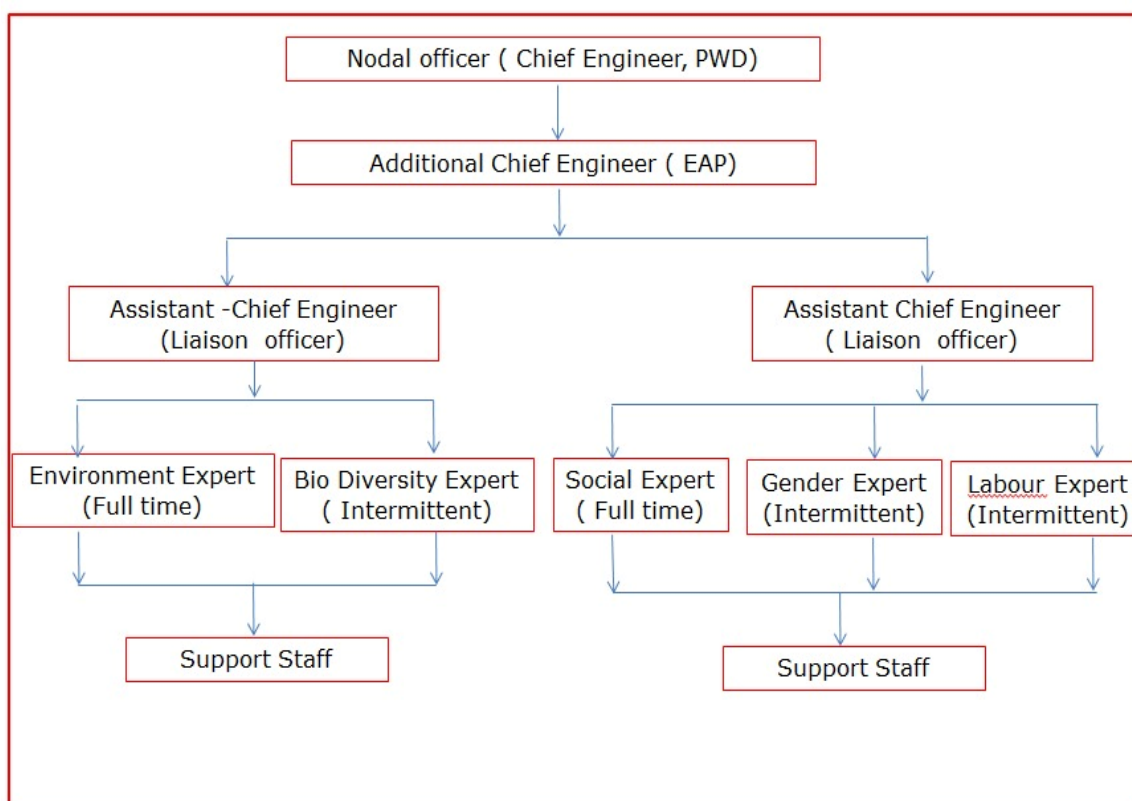 Nodal officer ( Chief Engineer, PWD)
Additional Chief Engineer ( EAP)
Assistant -Chief Engineer
(Liaison officer)
Assistant Chief Engineer
( Liaison officer)
Environment Expert
(Full time)
Bio Diversity Expert
( Intermittent)
Social Expert
( Full time)
Gender Expert
(Intermittent)
Labour Expert
(Intermittent)
Support Staff
Support Staff